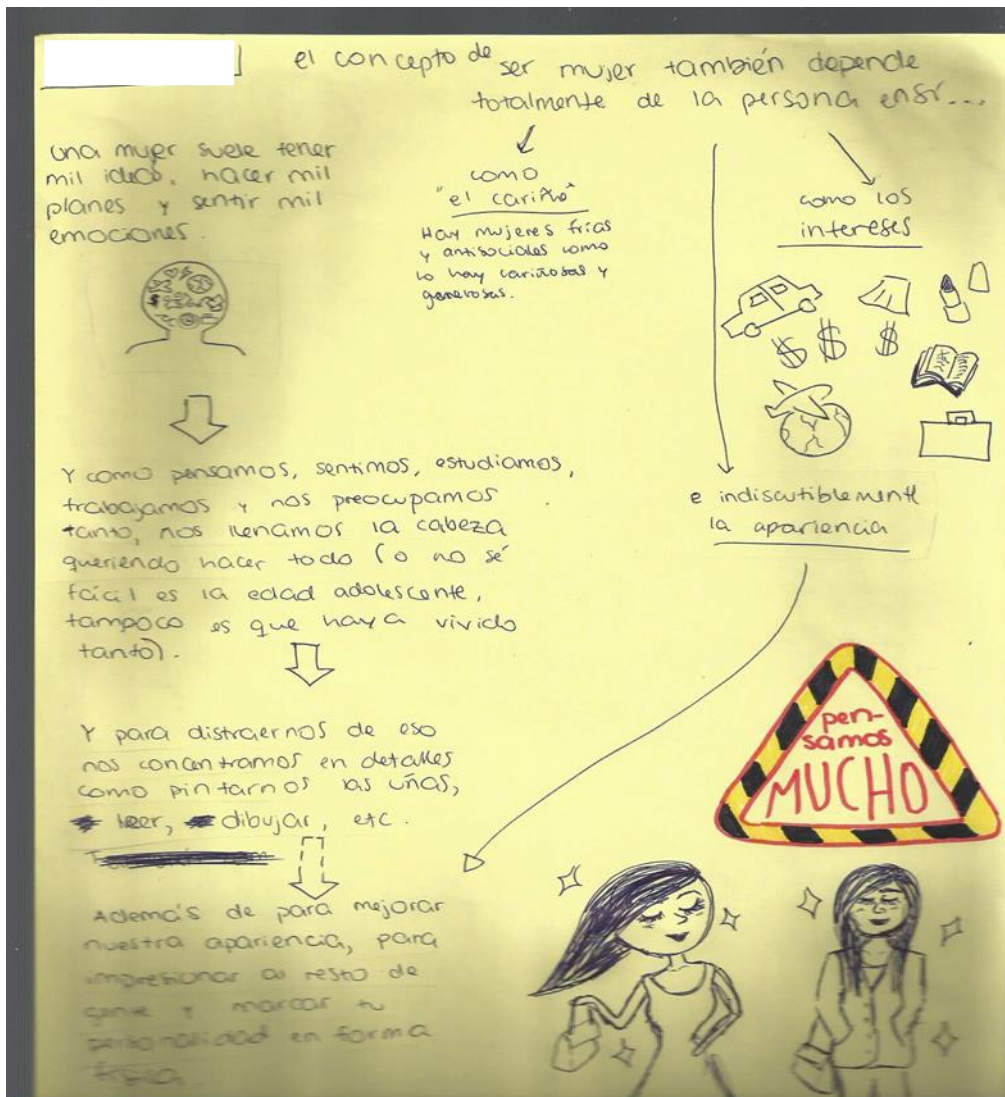 el concepto de ser mujer también depende
totalmente de la persona ensí...
una mujer suele tener
mil ideas, hacer mil
planes y sentir mil
emociones.
$
Y como pensamos, sentimos, estudiamos,
trabajamos y nos preocupamos
tanto, nos llenamos la cabeza
queriendo hacer todo (o no sé
fácil es la edad adolescente,
tampoco es que haya vivido
tanto).
Y para distraernos de eso
nos concentramos en detalles
como pintarnos las uñas,
leer, dibujar, etc.
Además de para mejorar
nuestra apariencia, para
impresionar al resto de
gente y marcar tu
personalidad en forma
física.
como
"el cariño"
Hay mujeres frías
y antisociales como
lo hay cariñosas y
generosas.
como los
intereses
$ $ $
e indiscutiblemente
la apariencia
pen-
samos
MUCHO